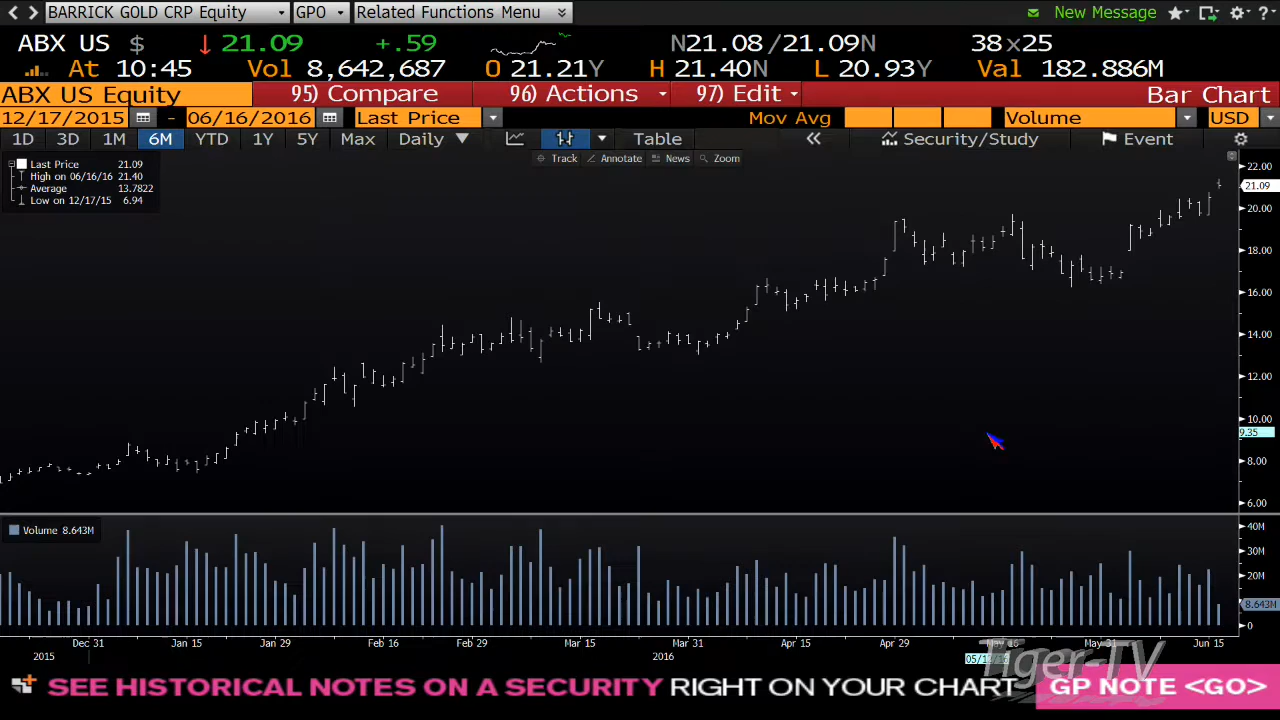 BARRICK GOLD CRP Equity GPO Related Functions Menu New Message ?
ABX US $ ↓ 21.09 +.59 N21.08/21.09N 38x25
At 10:45 Vol 8,642,687 O 21.21Y H 21.40N L 20.93Y Val 182.886M
ABX US Equity 95) Compare 96) Actions 97) Edit Bar Chart
12/17/2015 - 06/16/2016 Last Price Mov Avg Volume USD
1D 3D 1M 6M YTD 1Y 5Y Max Daily Table Security/Study Event
Track Annotate News Zoom
Last Price 21.09
High on 06/16/16 21.40
Average 13.7822
Low on 12/17/15 6.94
22.00
21.09
20.00
18.00
16.00
14.00
12.00
10.00
9.35
8.00
6.00
Volume 8.643M
40M
30M
20M
8.643M
0
Dec 31 Jan 15 Jan 29 Feb 16 Feb 29 Mar 15 Mar 31 Apr 15 Apr 29 May 16 May 31 Jun 15
2015 2016
Tiger-TV
SEE HISTORICAL NOTES ON A SECURITY RIGHT ON YOUR CHART GP NOTE <GO>